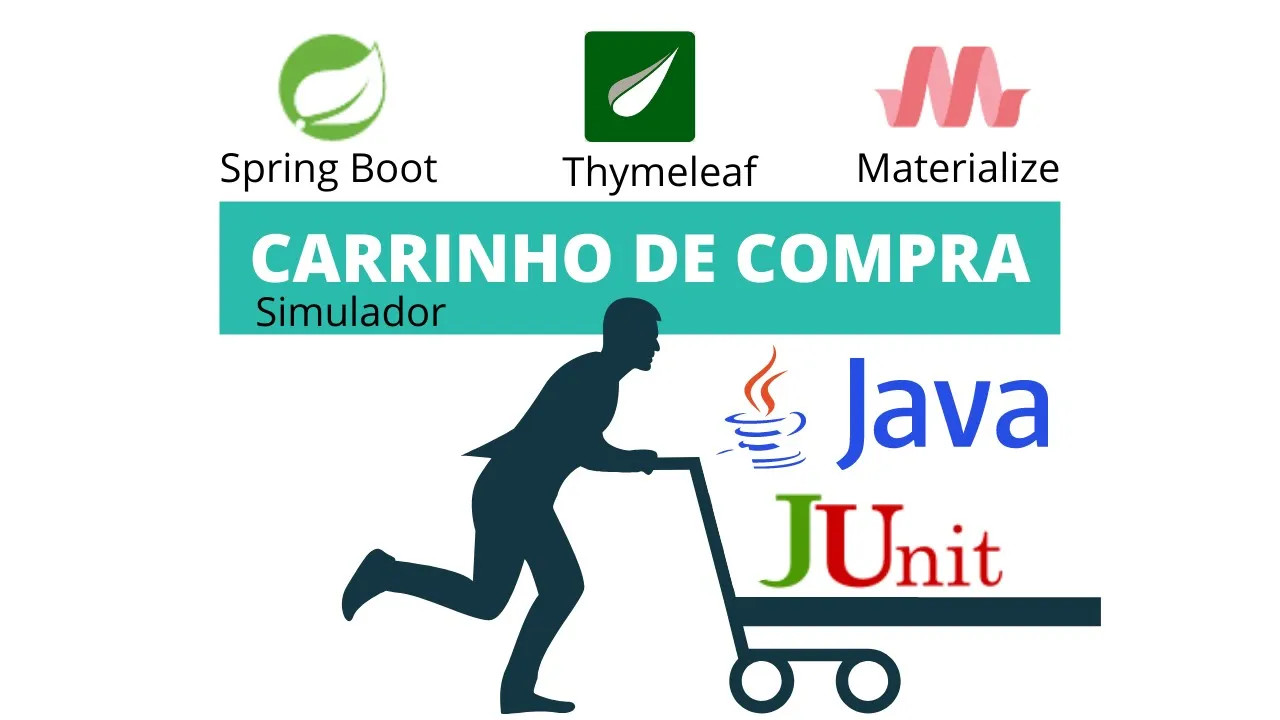 Spring Boot
Thymeleaf
Materialize
CARRINHO DE COMPRA
Simulador
Java
JUnit